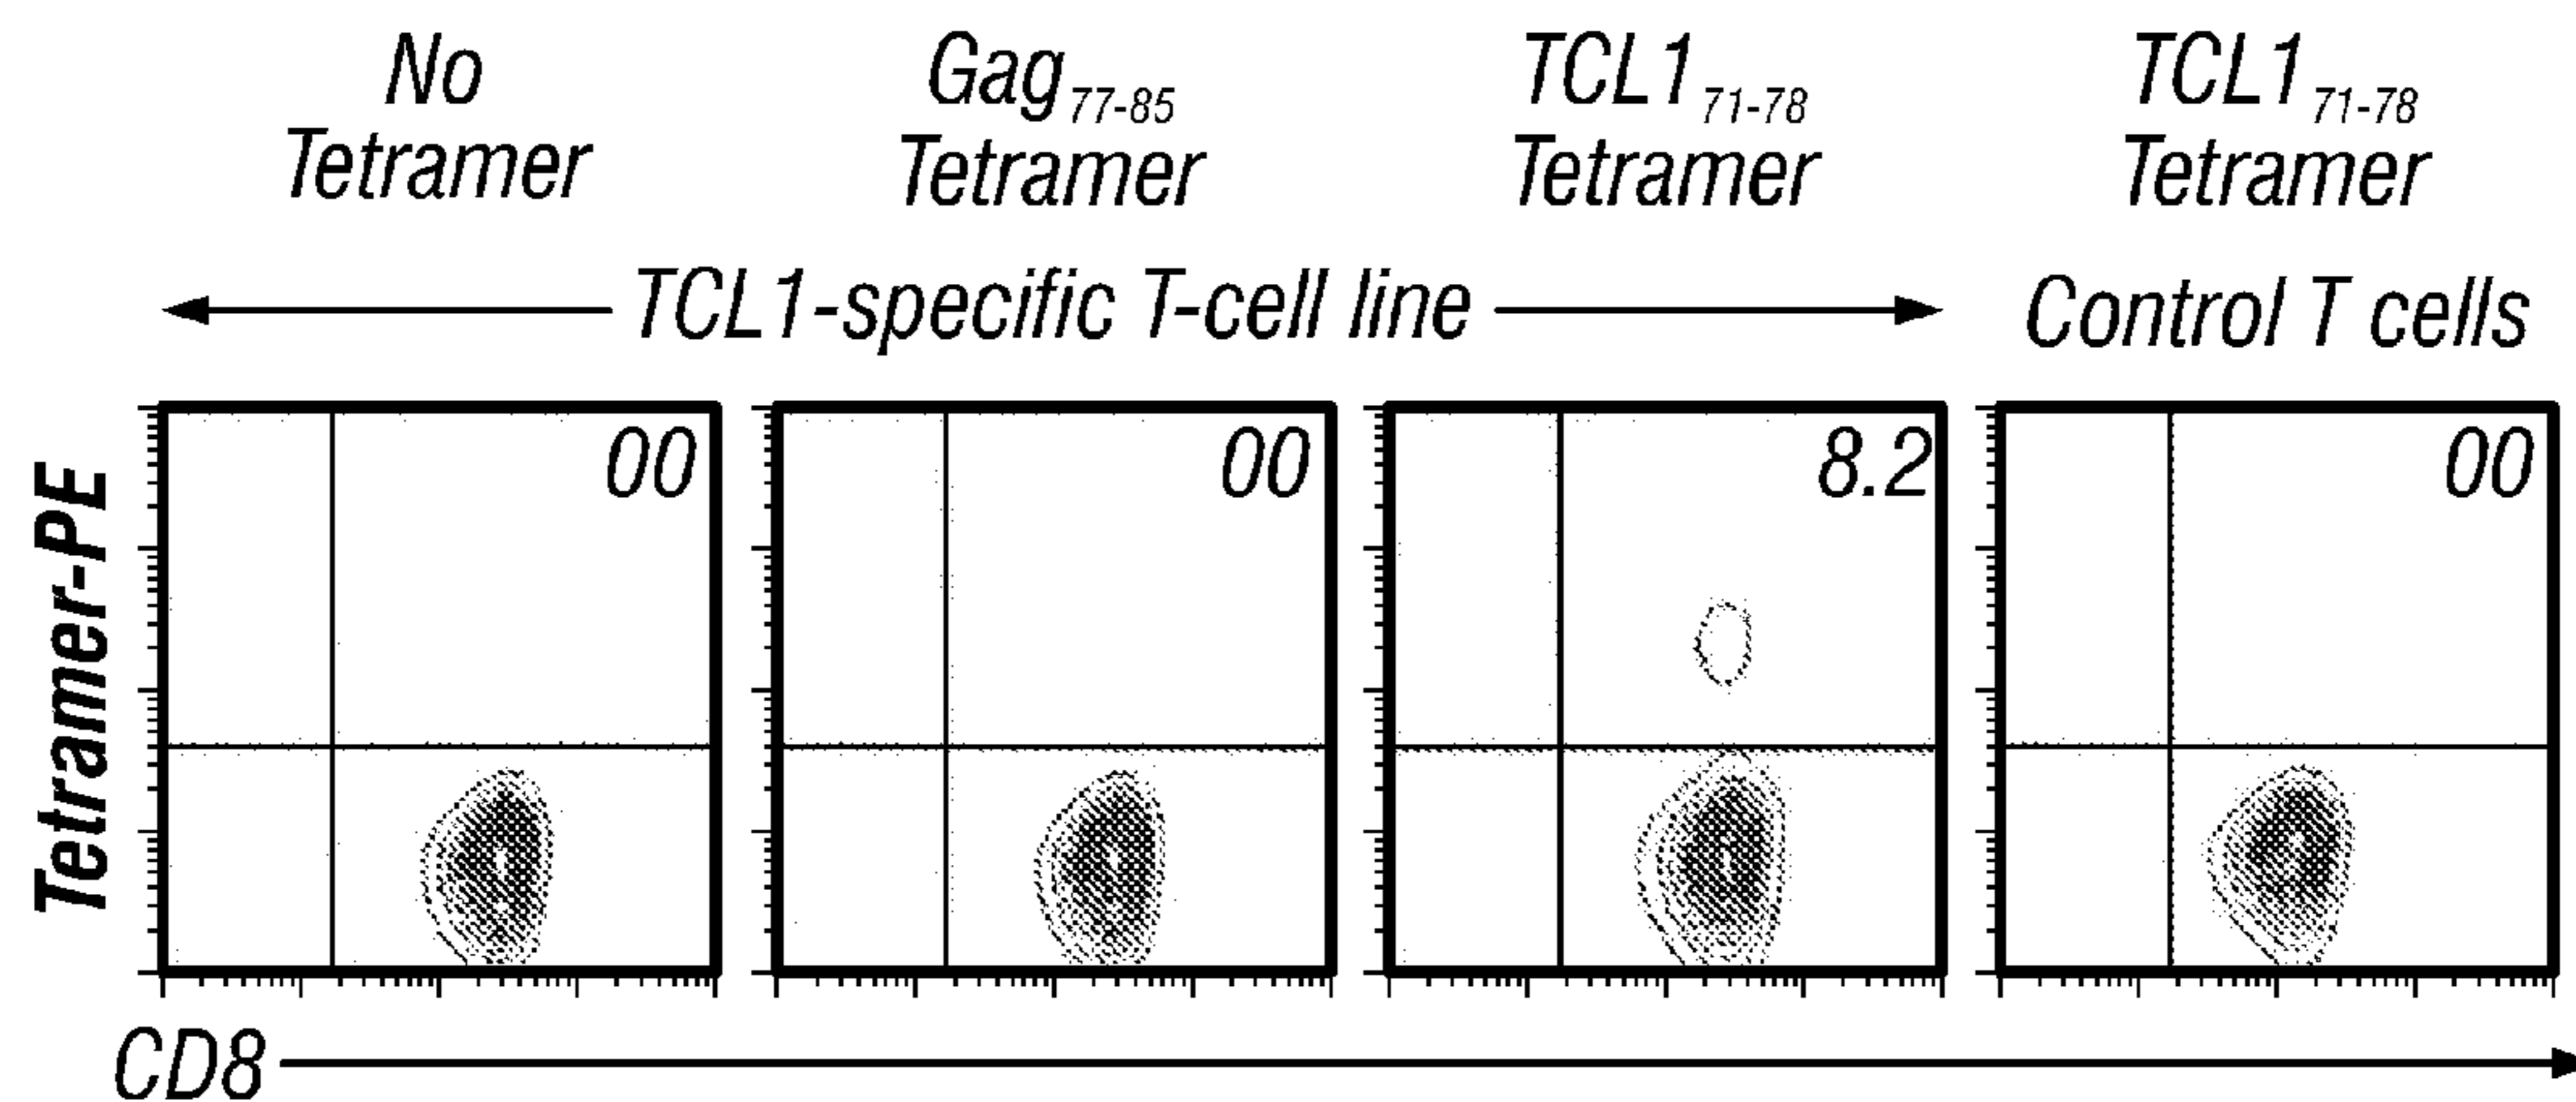 No
Tetramer
Gag77-85
Tetramer
TCL171-78
Tetramer
TCL171-78
Tetramer
TCL1-specific T-cell line
Control T cells
00
00
8.2
00
Tetramer-PE
CD8